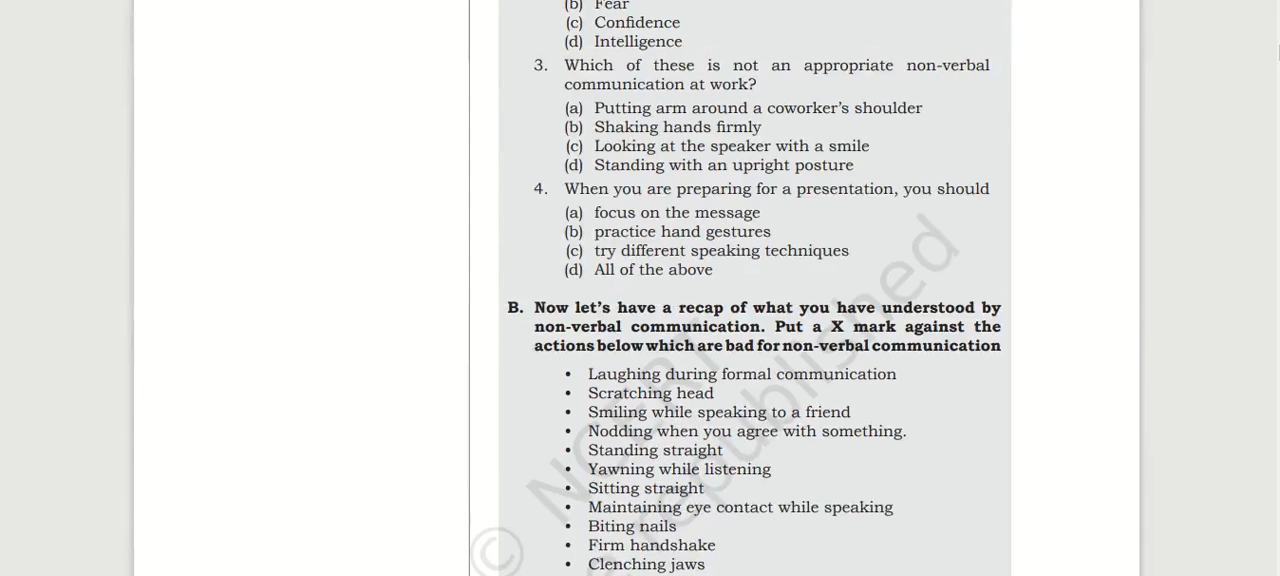 (b) Fear
(c) Confidence
(d) Intelligence
3. Which of these is not an appropriate non-verbal
communication at work?
(a) Putting arm around a coworker's shoulder
(b) Shaking hands firmly
(c) Looking at the speaker with a smile
(d) Standing with an upright posture
4. When you are preparing for a presentation, you should
(a) focus on the message
(b) practice hand gestures
(c) try different speaking techniques
(d) All of the above
B. Now let's have a recap of what you have understood by
non-verbal communication. Put a X mark against the
actions below which are bad for non-verbal communication
• Laughing during formal communication
• Scratching head
• Smiling while speaking to a friend
• Nodding when you agree with something.
• Standing straight
• Yawning while listening
• Sitting straight
• Maintaining eye contact while speaking
• Biting nails
• Firm handshake
• Clenching jaws
© NCERT
republished